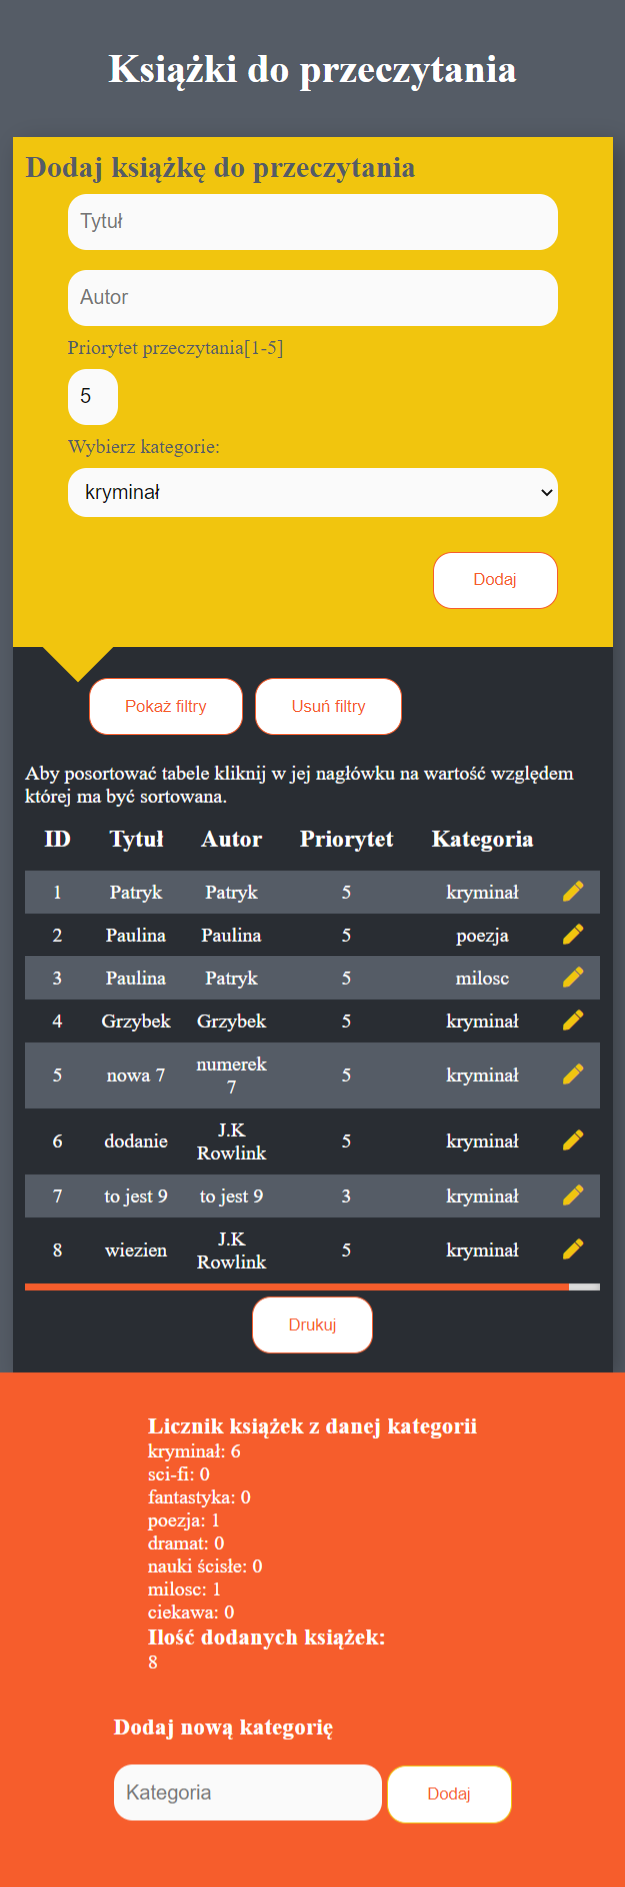 Książki do przeczytania
Dodaj książkę do przeczytania
Tytuł
Autor
Priorytet przeczytania[1-5]
5
Wybierz kategorie:
kryminał
Dodaj
Pokaż filtry Usuń filtry
Aby posortować tabele kliknij w jej nagłówku na wartość względem
której ma być sortowana.
ID Tytuł Autor Priorytet Kategoria
1 Patryk Patryk 5 kryminał
2 Paulina Paulina 5 poezja
3 Paulina Patryk 5 milosc
4 Grzybek Grzybek 5 kryminał
5 nowa 7 numerek 7 5 kryminał
6 dodanie J.K Rowlink 5 kryminał
7 to jest 9 to jest 9 3 kryminał
8 wiezien J.K Rowlink 5 kryminał
Drukuj
Licznik książek z danej kategorii
kryminał: 6
sci-fi: 0
fantastyka: 0
poezja: 1
dramat: 0
nauki ścisłe: 0
milosc: 1
ciekawa: 0
Ilość dodanych książek:
8
Dodaj nową kategorię
Kategoria Dodaj